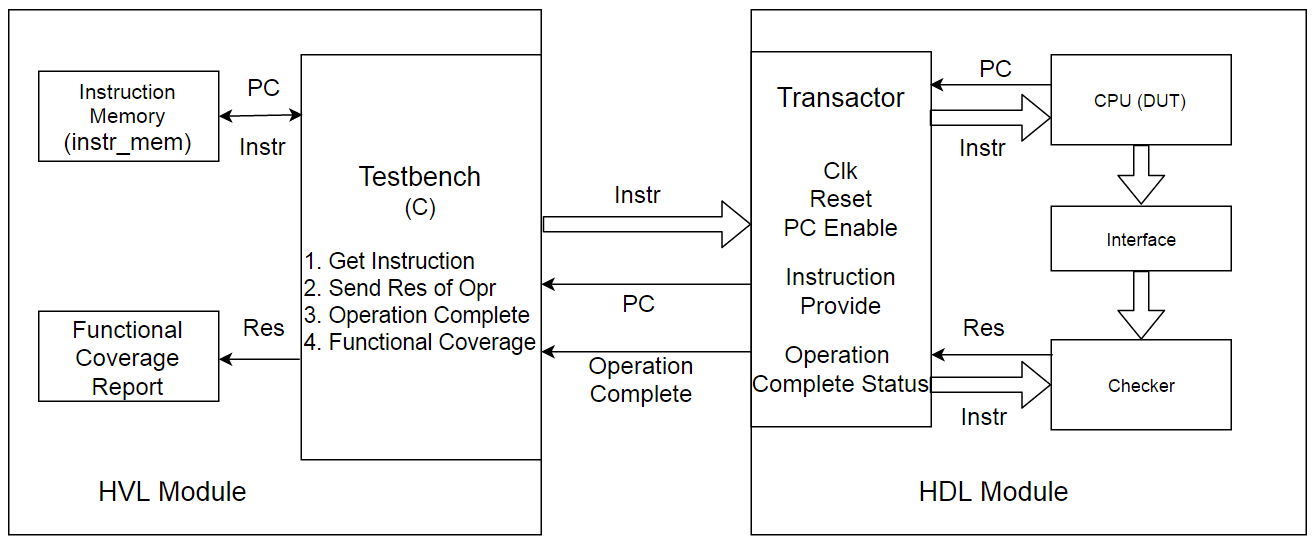 Instruction
Memory
(instr_mem)
PC
Instr
Testbench
(C)
1. Get Instruction
2. Send Res of Opr
3. Operation Complete
4. Functional Coverage
Functional
Coverage
Report
Res
HVL Module
Instr
PC
Operation
Complete
Transactor
Clk
Reset
PC Enable
Instruction
Provide
Operation
Complete Status
PC
Instr
CPU (DUT)
Interface
Res
Instr
Checker
HDL Module